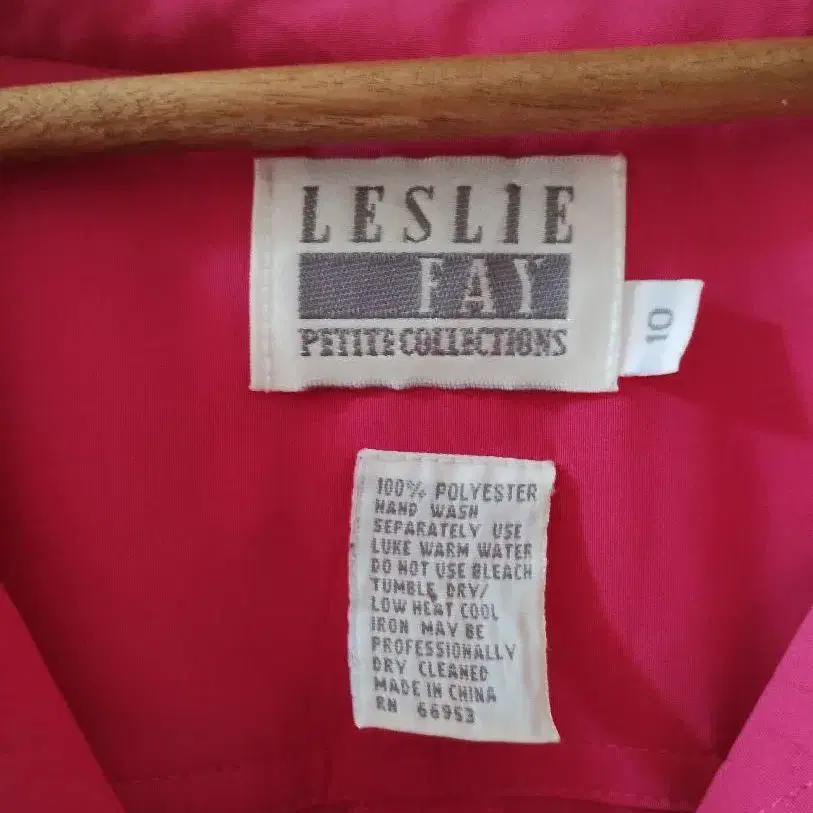 LESLIE
FAY
PETITE COLLECTIONS
10
100% POLYESTER
HAND WASH
SEPARATELY USE
LUKE WARM WATER
DO NOT USE BLEACH
TUMBLE DRY/
LOW HEAT COOL
IRON MAY BE
PROFESSIONALLY
DRY CLEANED
MADE IN CHINA
RN 66953